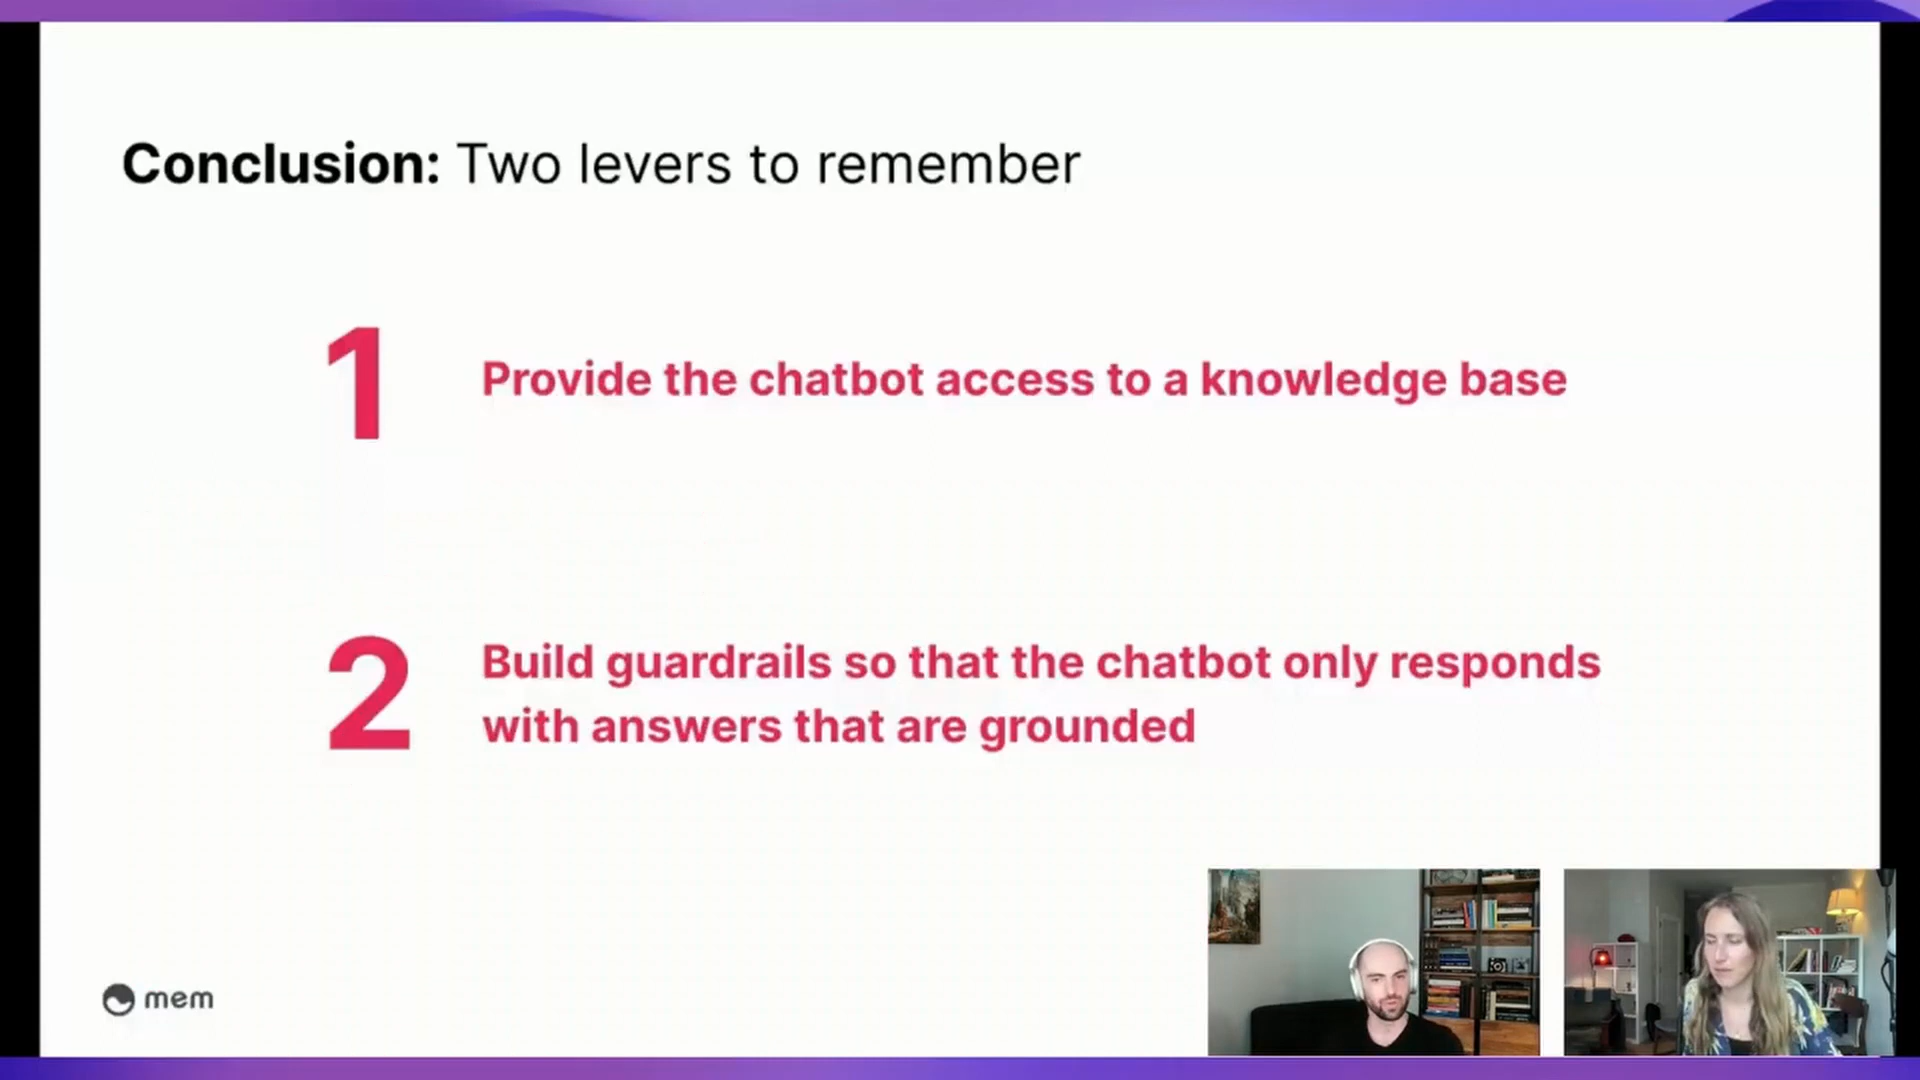 Conclusion: Two levers to remember
1
Provide the chatbot access to a knowledge base
2
Build guardrails so that the chatbot only responds
with answers that are grounded
mem